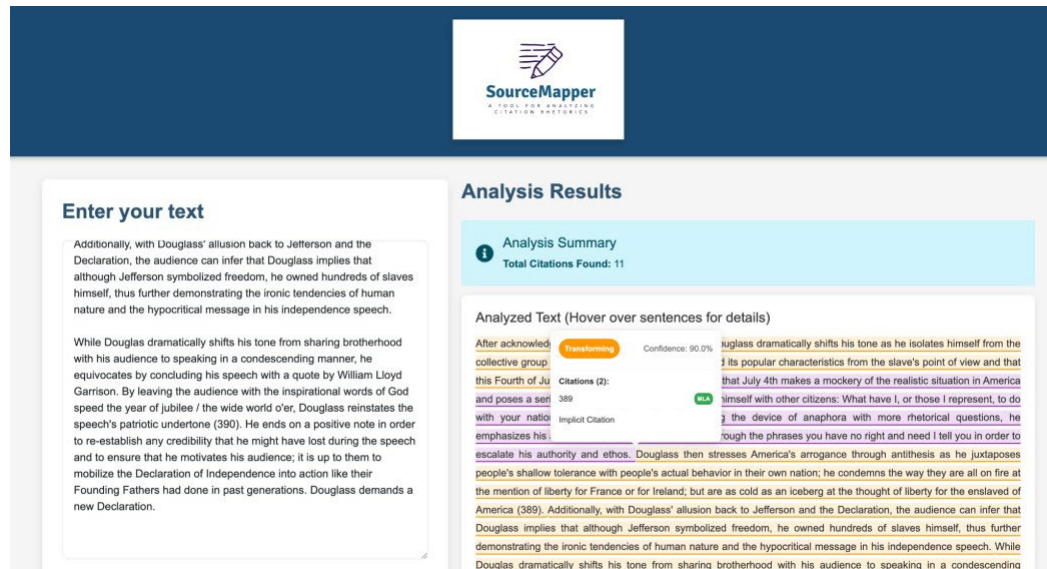 SourceMapper
A TOOL FOR ANALYZING
CITATION RHETORICS
Enter your text
Additionally, with Douglass' allusion back to Jefferson and the
Declaration, the audience can infer that Douglass implies that
although Jefferson symbolized freedom, he owned hundreds of slaves
himself, thus further demonstrating the ironic tendencies of human
nature and the hypocritical message in his independence speech.
While Douglas dramatically shifts his tone from sharing brotherhood
with his audience to speaking in a condescending manner, he
equivocates by concluding his speech with a quote by William Lloyd
Garrison. By leaving the audience with the inspirational words of God
speed the year of jubilee / the wide world o'er, Douglass reinstates the
speech's patriotic undertone (390). He ends on a positive note in order
to re-establish any credibility that he might have lost during the speech
and to ensure that he motivates his audience; it is up to them to
mobilize the Declaration of Independence into action like their
Founding Fathers had done in past generations. Douglass demands a
new Declaration.
Analysis Results
Analysis Summary
Total Citations Found: 11
Analyzed Text (Hover over sentences for details)
After acknowled uglass dramatically shifts his tone as he isolates himself from the
collective group its popular characteristics from the slave's point of view and that
this Fourth of Ju that July 4th makes a mockery of the realistic situation in America
and poses a seri himself with other citizens: What have I, or those I represent, to do
with your natio g the device of anaphora with more rhetorical questions, he
emphasizes his rough the phrases you have no right and need I tell you in order to
escalate his authority and ethos. Douglass then stresses America's arrogance through antithesis as he juxtaposes
people's shallow tolerance with people's actual behavior in their own nation; he condemns the way they are all on fire at
the mention of liberty for France or for Ireland; but are as cold as an iceberg at the thought of liberty for the enslaved of
America (389). Additionally, with Douglass' allusion back to Jefferson and the Declaration, the audience can infer that
Douglass implies that although Jefferson symbolized freedom, he owned hundreds of slaves himself, thus further
demonstrating the ironic tendencies of human nature and the hypocritical message in his independence speech. While
Douglas dramatically shifts his tone from sharing brotherhood with his audience to speaking in a condescending
Transforming
Confidence: 90.0%
Citations (2):
389
MLA
Implicit Citation